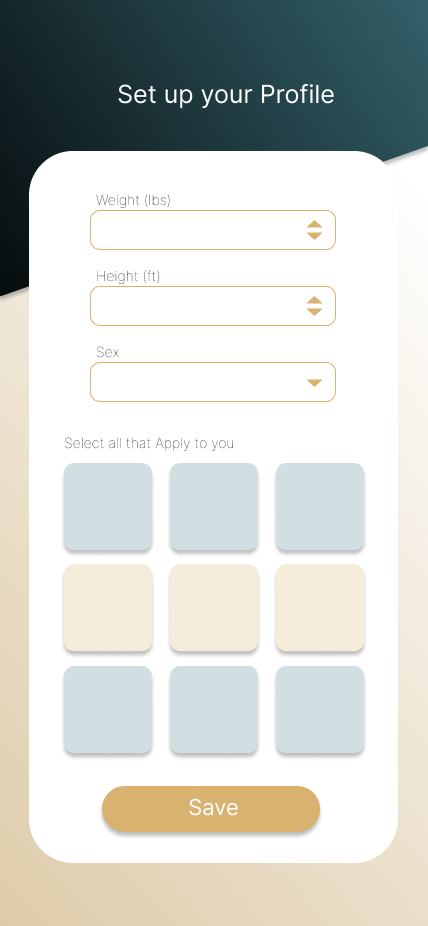 Set up your Profile
Weight (lbs)
Height (ft)
Sex
Select all that Apply to you
Save